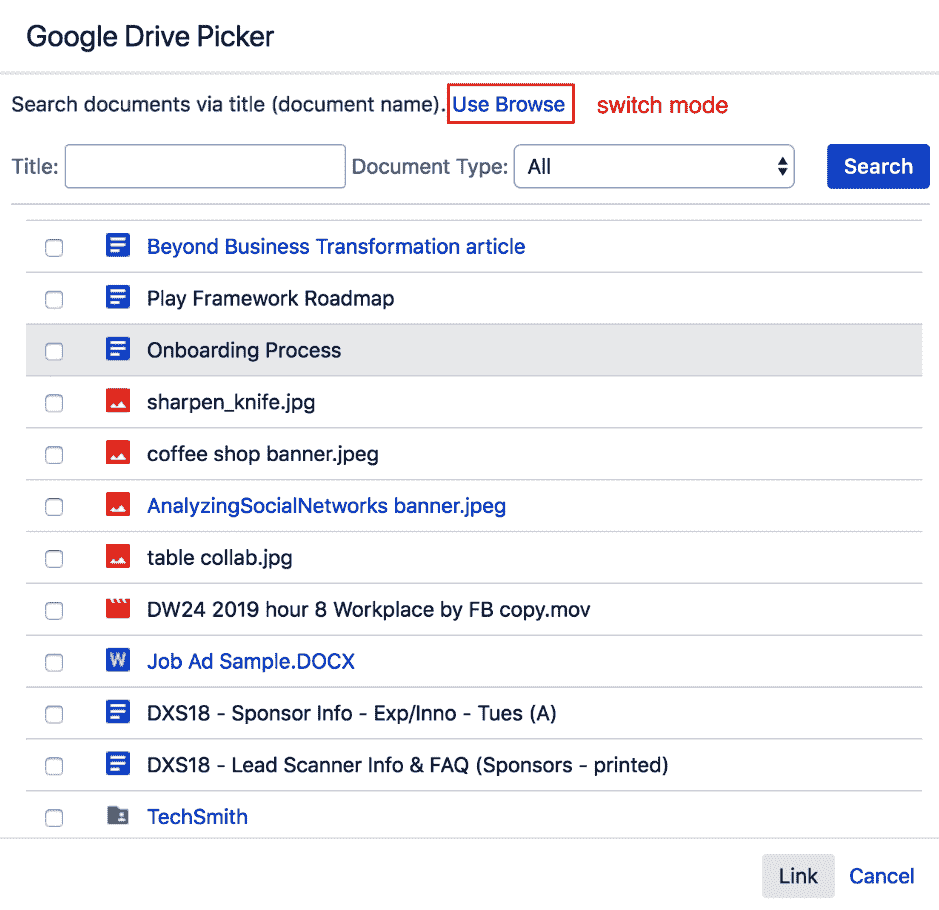 Google Drive Picker
Search documents via title (document name). Use Browse switch mode
Title: Document Type: All Search
Beyond Business Transformation article
Play Framework Roadmap
Onboarding Process
sharpen_knife.jpg
coffee shop banner.jpeg
AnalyzingSocialNetworks banner.jpeg
table collab.jpg
DW24 2019 hour 8 Workplace by FB copy.mov
W Job Ad Sample.DOCX
DXS18 - Sponsor Info - Exp/Inno - Tues (A)
DXS18 - Lead Scanner Info & FAQ (Sponsors - printed)
TechSmith
Link Cancel